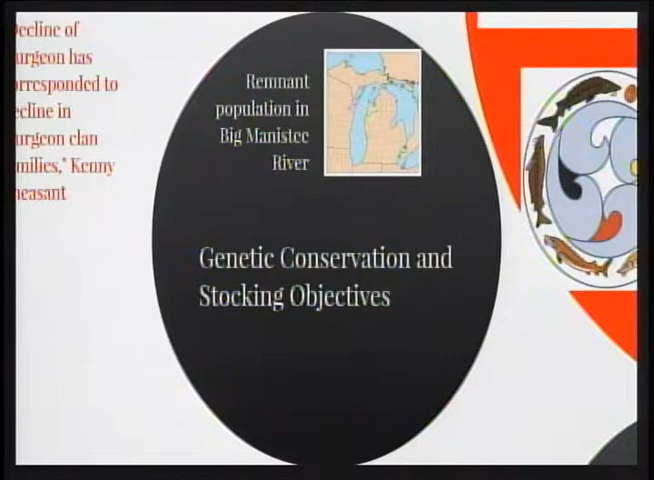 ecline of
urgeon has
orresponded to
ecline in
urgeon clan
milies," Kenny
heasant
Remnant
population in
Big Manistee
River
Genetic Conservation and
Stocking Objectives